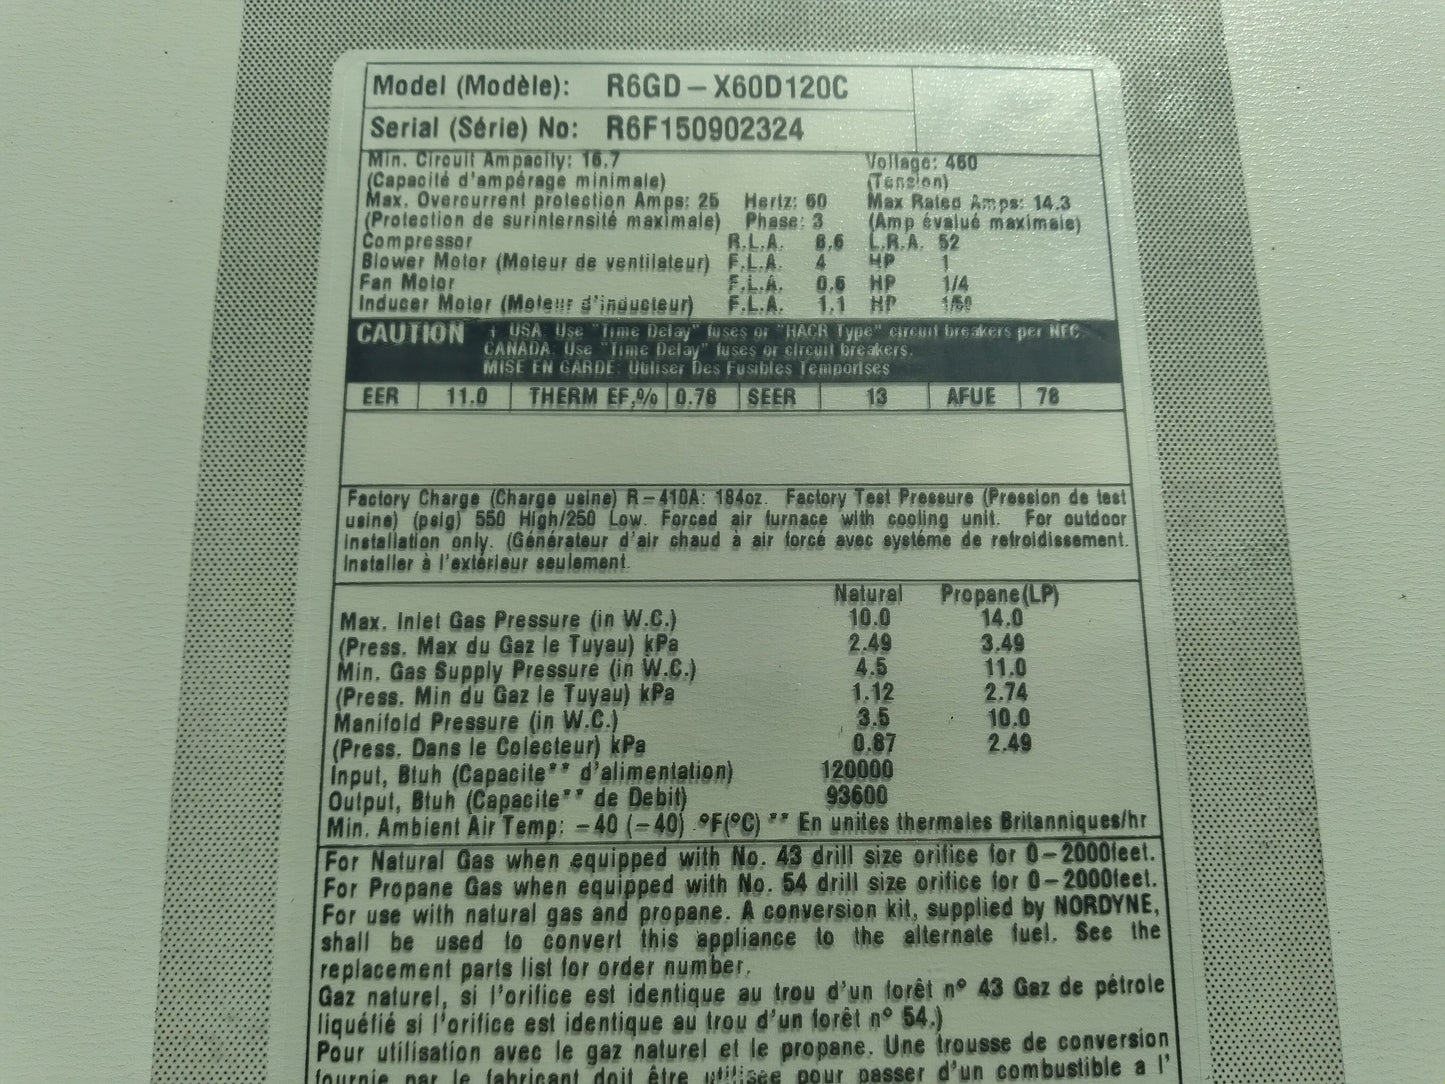 Model (Modèle): R6GD-X60D120C
Serial (Série) No: R6F150902324
Min. Circuit Ampacity: 16.7 Voltage: 460
(Capacité d'ampérage minimale) (Tension)
Max. Overcurrent protection Amps: 25 Hertz: 60 Max Rated Amps: 14.3
(Protection de surinternsité maximale) Phase: 3 (Amp évalué maximale)
Compressor R.L.A. 8.6 L.R.A. 52
Blower Motor (Moteur de ventilateur) F.L.A. 4 HP 1
Fan Motor F.L.A. 0.6 HP 1/4
Inducer Motor (Moteur d'inducteur) F.L.A. 1.1 HP
CAUTION + USA. Use "Time Delay" fuses or "HACR Type" circuit breakers per NFC.
CANADA. Use "Time Delay" fuses or circuit breakers.
MISE EN GARDE: Utiliser Des Fusibles Temporises
EER 11.0 THERM EF,% 0.78 SEER 13 AFUE 78
Factory Charge (Charge usine) R-410A: 184oz. Factory Test Pressure (Pression de test
usine) (psig) 550 High/250 Low. Forced air furnace with cooling unit. For outdoor
installation only. (Générateur d'air chaud à air forcé avec systéme de refroidissement.
Installer à l'extérieur seulement.
Natural Propane(LP)
Max. Inlet Gas Pressure (in W.C.) 10.0 14.0
(Press. Max du Gaz le Tuyau) kPa 2.49 3.49
Min. Gas Supply Pressure (in W.C.) 4.5 11.0
(Press. Min du Gaz le Tuyau) kPa 1.12 2.74
Manifold Pressure (in W.C.) 3.5 10.0
(Press. Dans le Colecteur) kPa 0.87 2.49
Input, Btuh (Capacite** d'alimentation) 120000
Output, Btuh (Capacite** de Debit) 93600
Min. Ambient Air Temp: -40 (-40) °F(°C) ** En unites thermales Britanniques/hr
For Natural Gas when equipped with No. 43 drill size orifice for 0-2000feet.
For Propane Gas when equipped with No. 54 drill size orifice for 0-2000feet.
For use with natural gas and propane. A conversion kit, supplied by NORDYNE,
shall be used to convert this appliance to the alternate fuel. See the
replacement parts list for order number.
Gaz naturel, si l'orifice est identique au trou d'un forêt n° 43 Gaz de pétrole
liquéfié si l'orifice est identique au trou d'un forêt n° 54.)
Pour utilisation avec le gaz naturel et le propane. Une trousse de conversion
fournie par le fabricant doit être utilisée pour passer d'un combustible a l'